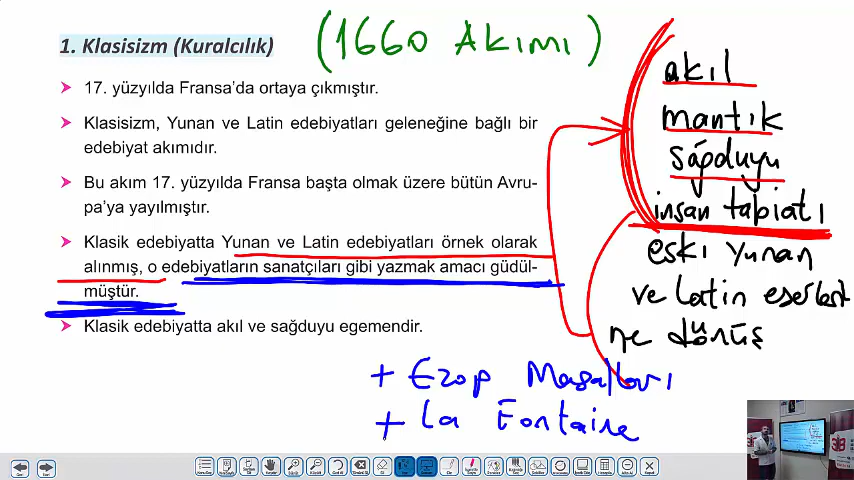 1. Klasisizm (Kuralcılık)
(1660 Akımı)
➤ 17. yüzyılda Fransa'da ortaya çıkmıştır.
➤ Klasisizm, Yunan ve Latin edebiyatları geleneğine bağlı bir
edebiyat akımıdır.
➤ Bu akım 17. yüzyılda Fransa başta olmak üzere bütün Avru-
pa'ya yayılmıştır.
➤ Klasik edebiyatta Yunan ve Latin edebiyatları örnek olarak
alınmış, o edebiyatların sanatçıları gibi yazmak amacı güdül-
müştür.
➤ Klasik edebiyatta akıl ve sağduyu egemendir.
akıl
mantık
sağduyu
insan tabiatı
eski Yunan
ve Latin eserleri
ne dönüş
+ Ezop Masalları
+ La Fontaine